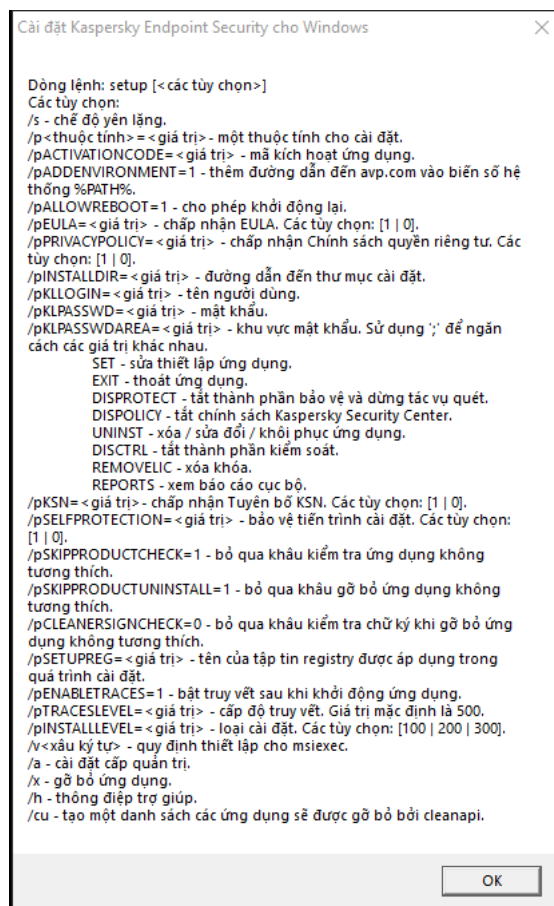 Cài đặt Kaspersky Endpoint Security cho Windows
Dòng lệnh: setup [<các tùy chọn>]
Các tùy chọn:
/s - chế độ yên lặng.
/p<thuộc tính>=<giá trị>- một thuộc tính cho cài đặt.
/pACTIVATIONCODE=<giá trị> - mã kích hoạt ứng dụng.
/pADDENVIRONMENT=1 - thêm đường dẫn đến avp.com vào biến số hệ
thống %PATH%.
/pALLOWREBOOT=1 - cho phép khởi động lại.
/pEULA=<giá trị> - chấp nhận EULA. Các tùy chọn: [1 | 0].
/pPRIVACYPOLICY=<giá trị> - chấp nhận Chính sách quyền riêng tư. Các
tùy chọn: [1 | 0].
/pINSTALLDIR=<giá trị> - đường dẫn đến thư mục cài đặt.
/pKLLOGIN=<giá trị> - tên người dùng.
/pKLPASSWD=<giá trị> - mật khẩu.
/pKLPASSWDAREA=<giá trị> - khu vực mật khẩu. Sử dụng ';' để ngăn
cách các giá trị khác nhau.
SET - sửa thiết lập ứng dụng.
EXIT - thoát ứng dụng.
DISPROTECT - tắt thành phần bảo vệ và dừng tác vụ quét.
DISPOLICY - tắt chính sách Kaspersky Security Center.
UNINST - xóa / sửa đổi / khôi phục ứng dụng.
DISCTRL - tắt thành phần kiểm soát.
REMOVELIC - xóa khóa.
REPORTS - xem báo cáo cục bộ.
/pKSN=<giá trị>- chấp nhận Tuyên bố KSN. Các tùy chọn: [1 | 0].
/pSELFPROTECTION=<giá trị> - bảo vệ tiến trình cài đặt. Các tùy chọn:
[1 | 0].
/pSKIPPRODUCTCHECK=1 - bỏ qua khâu kiểm tra ứng dụng không
tương thích.
/pSKIPPRODUCTUNINSTALL=1 - bỏ qua khâu gỡ bỏ ứng dụng không
tương thích.
/pCLEANERSIGNCHECK=0 - bỏ qua khâu kiểm tra chữ ký khi gỡ bỏ ứng
dụng không tương thích.
/pSETUPREG=<giá trị> - tên của tập tin registry được áp dụng trong
quá trình cài đặt.
/pENABLETRACES=1 - bật truy vết sau khi khởi động ứng dụng.
/pTRACESLEVEL=<giá trị> - cấp độ truy vết. Giá trị mặc định là 500.
/pINSTALLLEVEL=<giá trị> - loại cài đặt. Các tùy chọn: [100 | 200 | 300].
/v<xâu ký tự> - quy định thiết lập cho msiexec.
/a - cài đặt cấp quản trị.
/x - gỡ bỏ ứng dụng.
/h - thông điệp trợ giúp.
/cu - tạo một danh sách các ứng dụng sẽ được gỡ bỏ bởi cleanapi.
OK